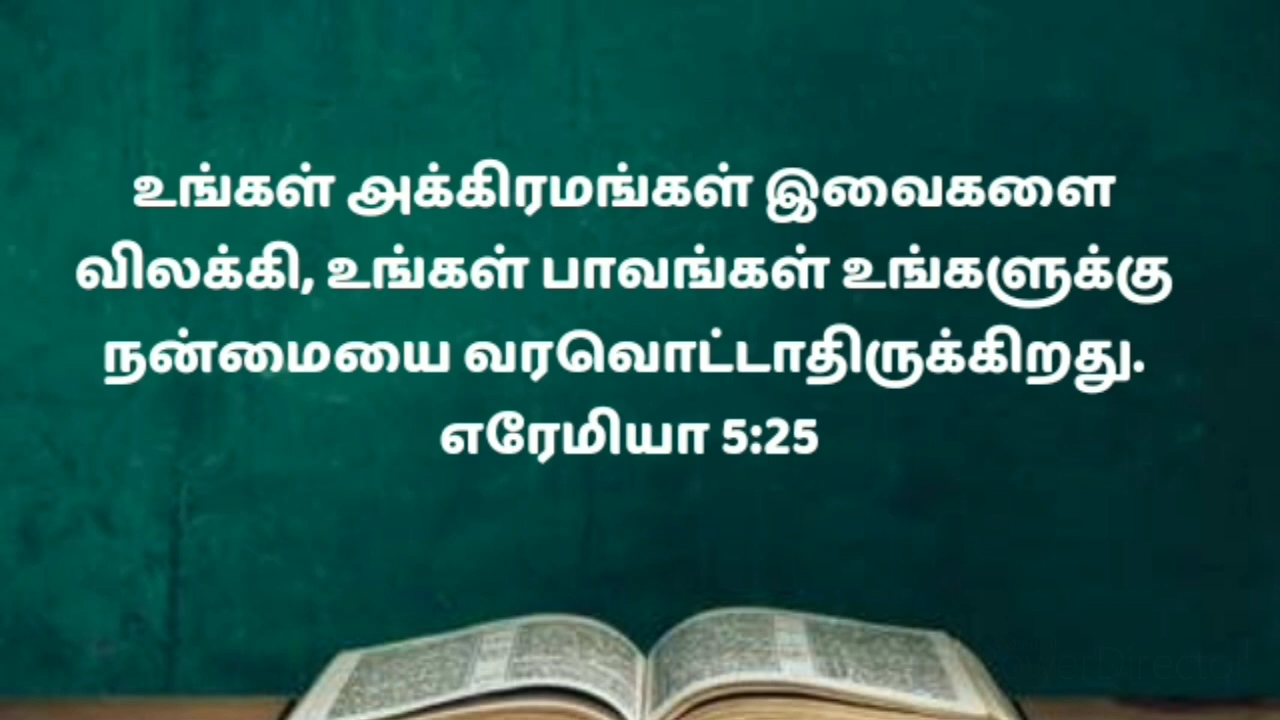 உங்கள் அக்கிரமங்கள் இவைகளை
விலக்கி, உங்கள் பாவங்கள் உங்களுக்கு
நன்மையை வரவொட்டாதிருக்கிறது.
எரேமியா 5:25